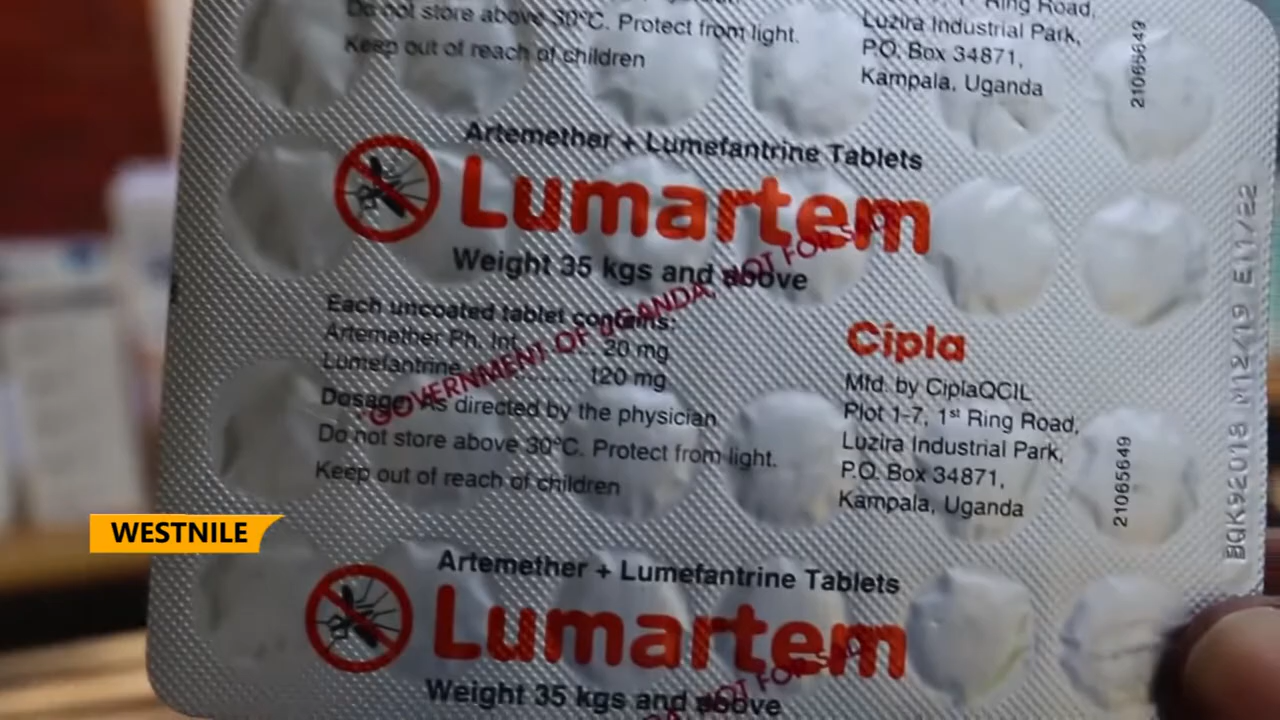 Do not store above 30°C. Protect from light.
Keep out of reach of children
Ring Road,
Luzira Industrial Park,
P.O. Box 34871,
Kampala, Uganda
21065649
Artemether + Lumefantrine Tablets
Lumartem
Weight 35 kgs and above
GOVERNMENT OF UGANDA, NOT FOR SALE
Each uncoated tablet contains:
Artemether Ph. Int. ........ 20 mg
Lumefantrine .............. 120 mg
Dosage: As directed by the physician
Do not store above 30°C. Protect from light.
Keep out of reach of children
Cipla
Mfd. by CiplaQCIL
Plot 1-7, 1st Ring Road,
Luzira Industrial Park,
P.O. Box 34871,
Kampala, Uganda
21065649
BQK92018 M12/19 E11/22
WESTNILE
Artemether + Lumefantrine Tablets
Lumartem
Weight 35 kgs and above
NOT FOR